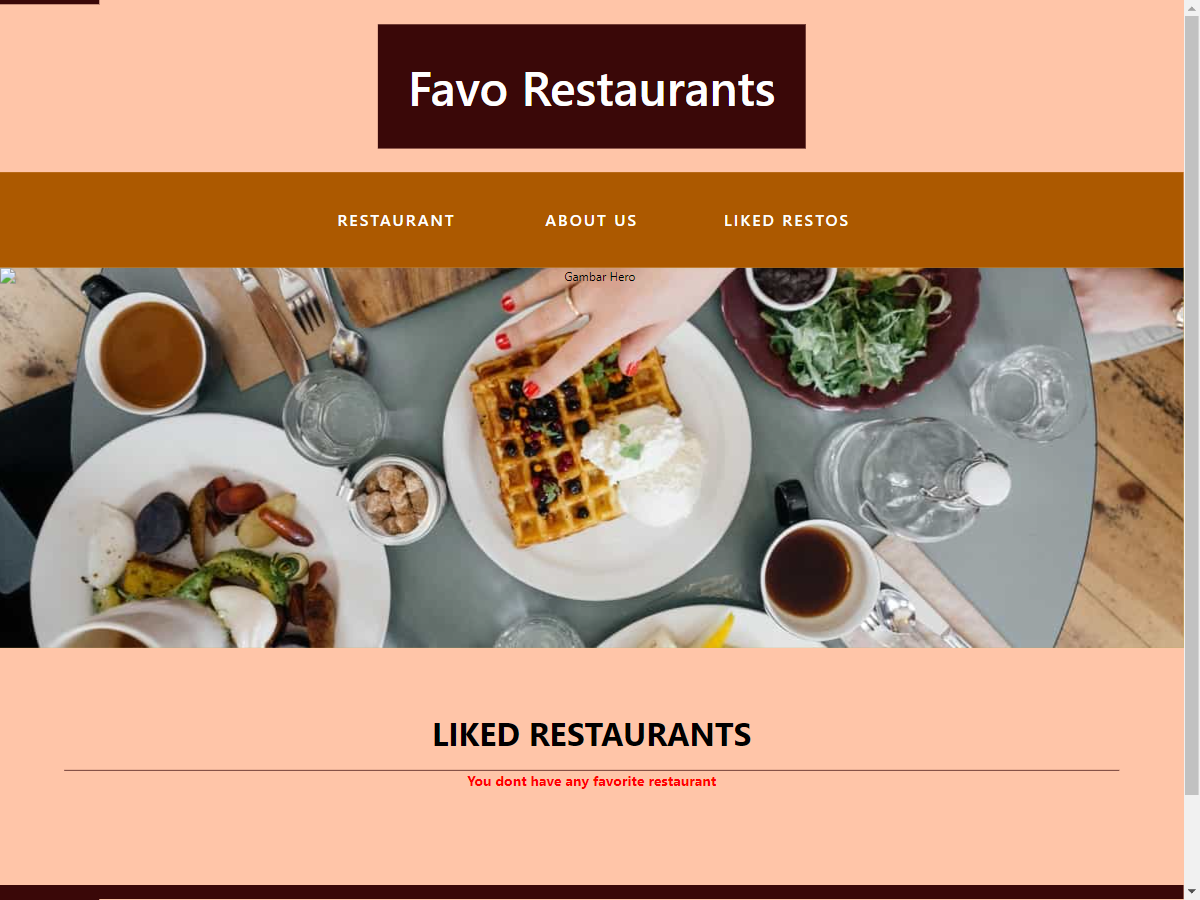 Favo Restaurants
RESTAURANT ABOUT US LIKED RESTOS
Gambar Hero
LIKED RESTAURANTS
You dont have any favorite restaurant